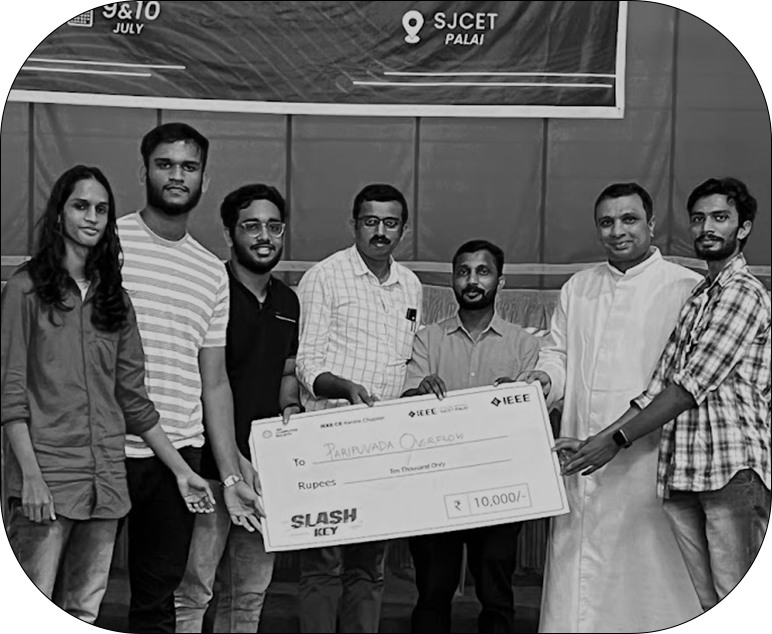 9&10
JULY
SJCET
PALAI
IEEE
IEEE
To PARIPUVADA OVERFLOW
Rupees Ten Thousand Only
₹ 10,000/-
SLASH
KEY